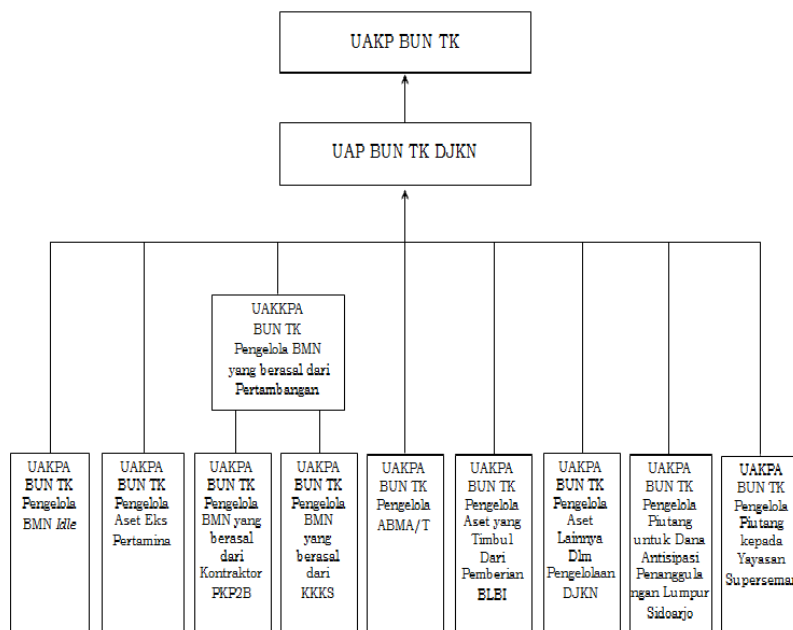 UAKP BUN TK
UAP BUN TK DJKN
UAKKPA
BUN TK
Pengelola BMN
yang berasal dari
Pertambangan
UAKPA
BUN TK
Pengelola
BMN Idle
UAKPA
BUN TK
Pengelola
Aset Eks
Pertamina
UAKPA
BUN TK
Pengelola
BMN yang
berasal
dari
Kontraktor
PKP2B
UAKPA
BUN TK
Pengelola
BMN
yang
berasal
dari
KKKS
UAKPA
BUN TK
Pengelola
ABMA/T
UAKPA
BUN TK
Pengelola
Aset yang
Timbul
Dari
Pemberian
BLBI
UAKPA
BUN TK
Pengelola
Aset
Lainnya
Dlm
Pengelolaan
DJKN
UAKPA
BUN TK
Pengelola
Piutang
untuk Dana
Antisipasi
Penanggula
ngan Lumpur
Sidoarjo
UAKPA
BUN TK
Pengelola
Piutang
kepada
Yayasan
Supersemar